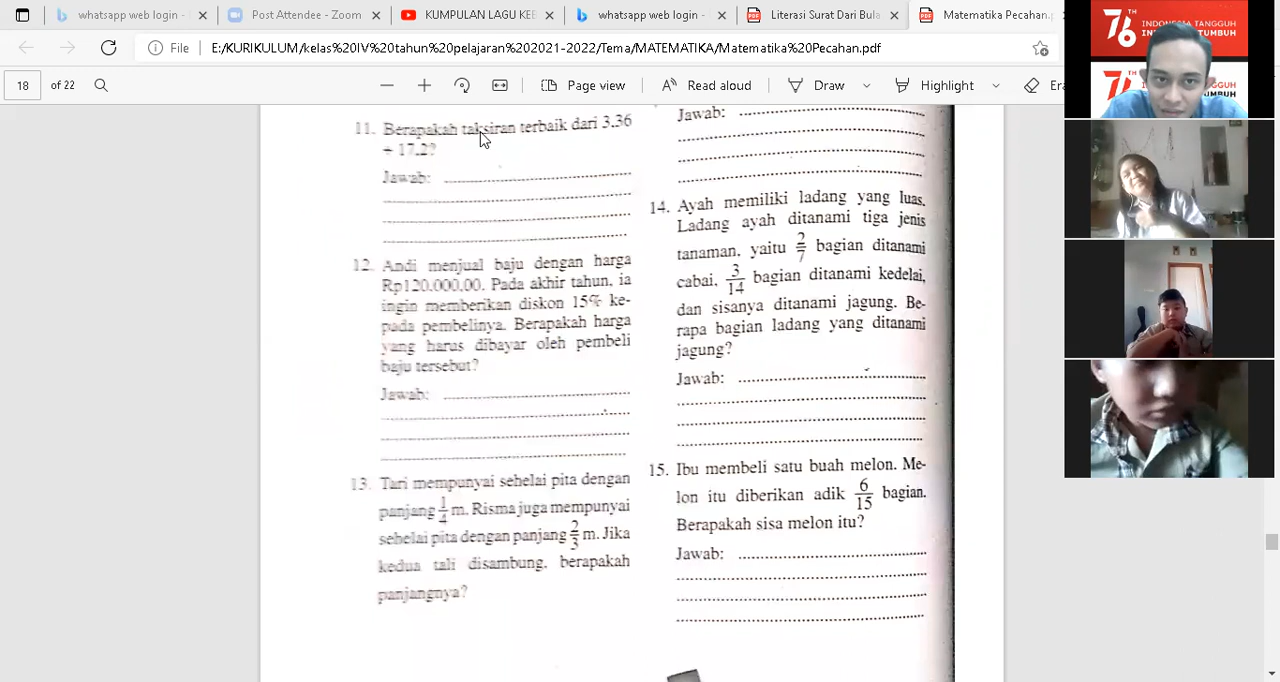 whatsapp web login -
Post Attendee - Zoom
KUMPULAN LAGU KEB
whatsapp web login -
Literasi Surat Dari Bula
Matematika Pecahan.p
File
E:/KURIKULUM/kelas%20IV%20tahun%20pelajaran%202021-2022/Tema/MATEMATIKA/Matematika%20Pecahan.pdf
18 of 22
Page view
Read aloud
Draw
Highlight
Era
11. Berapakah taksiran terbaik dari 3,36
+ 17,2?
Jawab:
12. Andi menjual baju dengan harga
Rp120.000,00. Pada akhir tahun, ia
ingin memberikan diskon 15% ke-
pada pembelinya. Berapakah harga
yang harus dibayar oleh pembeli
baju tersebut?
Jawab:
13. Tari mempunyai sehelai pita dengan
panjang 1/4 m. Risma juga mempunyai
sehelai pita dengan panjang 2/3 m. Jika
kedua tali disambung, berapakah
panjangnya?
Jawab:
14. Ayah memiliki ladang yang luas.
Ladang ayah ditanami tiga jenis
tanaman, yaitu 2/7 bagian ditanami
cabai, 3/14 bagian ditanami kedelai,
dan sisanya ditanami jagung. Be-
rapa bagian ladang yang ditanami
jagung?
Jawab:
15. Ibu membeli satu buah melon. Me-
lon itu diberikan adik 6/15 bagian.
Berapakah sisa melon itu?
Jawab:
76 TH
INDONESIA TANGGUH
TUMBUH